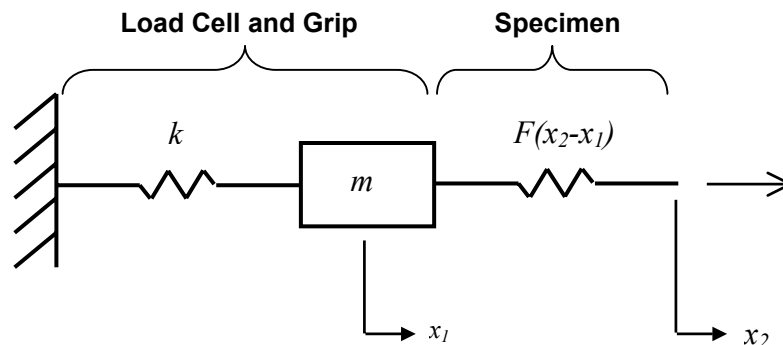 Load Cell and Grip Specimen
k F(x2-x1)
m
x1 x2